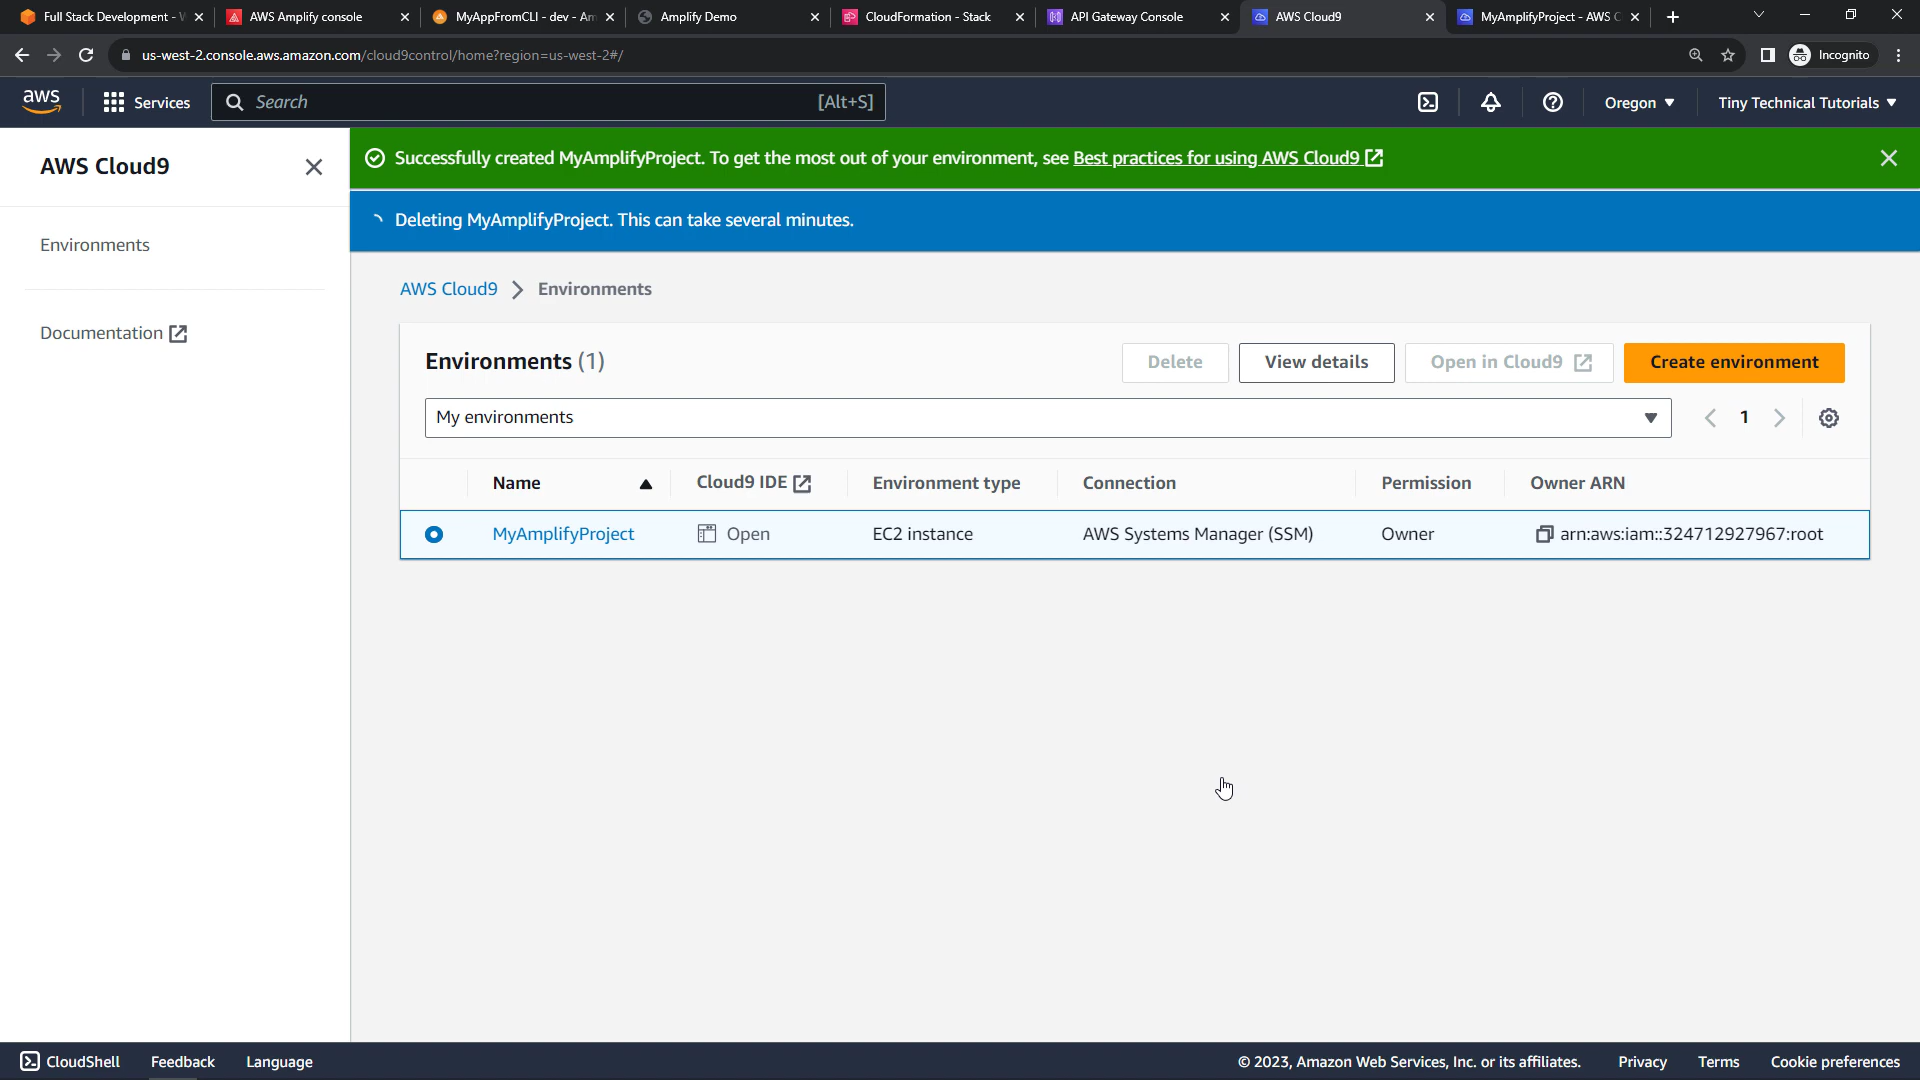 Full Stack Development - W
AWS Amplify console
MyAppFromCLI - dev - Am
Amplify Demo
CloudFormation - Stack
API Gateway Console
AWS Cloud9
MyAmplifyProject - AWS C
us-west-2.console.aws.amazon.com/cloud9control/home?region=us-west-2#/
Incognito
aws
Services
Search
[Alt+S]
Oregon
Tiny Technical Tutorials
AWS Cloud9
Environments
Documentation
Successfully created MyAmplifyProject. To get the most out of your environment, see Best practices for using AWS Cloud9
Deleting MyAmplifyProject. This can take several minutes.
AWS Cloud9 Environments
Environments (1)
Delete
View details
Open in Cloud9
Create environment
My environments
1
Name Cloud9 IDE Environment type Connection Permission Owner ARN
MyAmplifyProject Open EC2 instance AWS Systems Manager (SSM) Owner arn:aws:iam::324712927967:root
CloudShell
Feedback
Language
© 2023, Amazon Web Services, Inc. or its affiliates.
Privacy
Terms
Cookie preferences